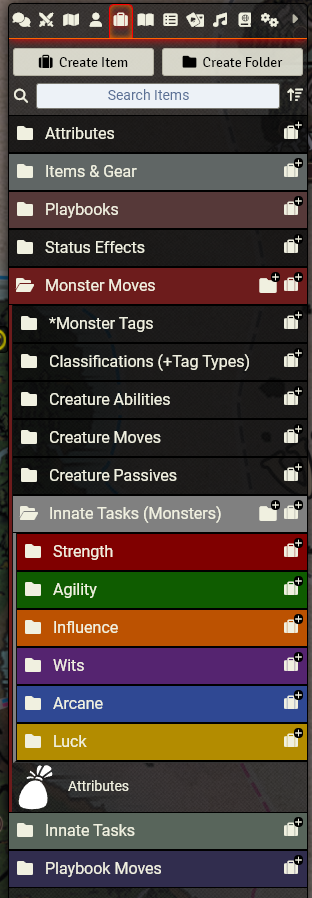 Create Item
Create Folder
Search Items
Attributes
Items & Gear
Playbooks
Status Effects
Monster Moves
*Monster Tags
Classifications (+Tag Types)
Creature Abilities
Creature Moves
Creature Passives
Innate Tasks (Monsters)
Strength
Agility
Influence
Wits
Arcane
Luck
Attributes
Innate Tasks
Playbook Moves